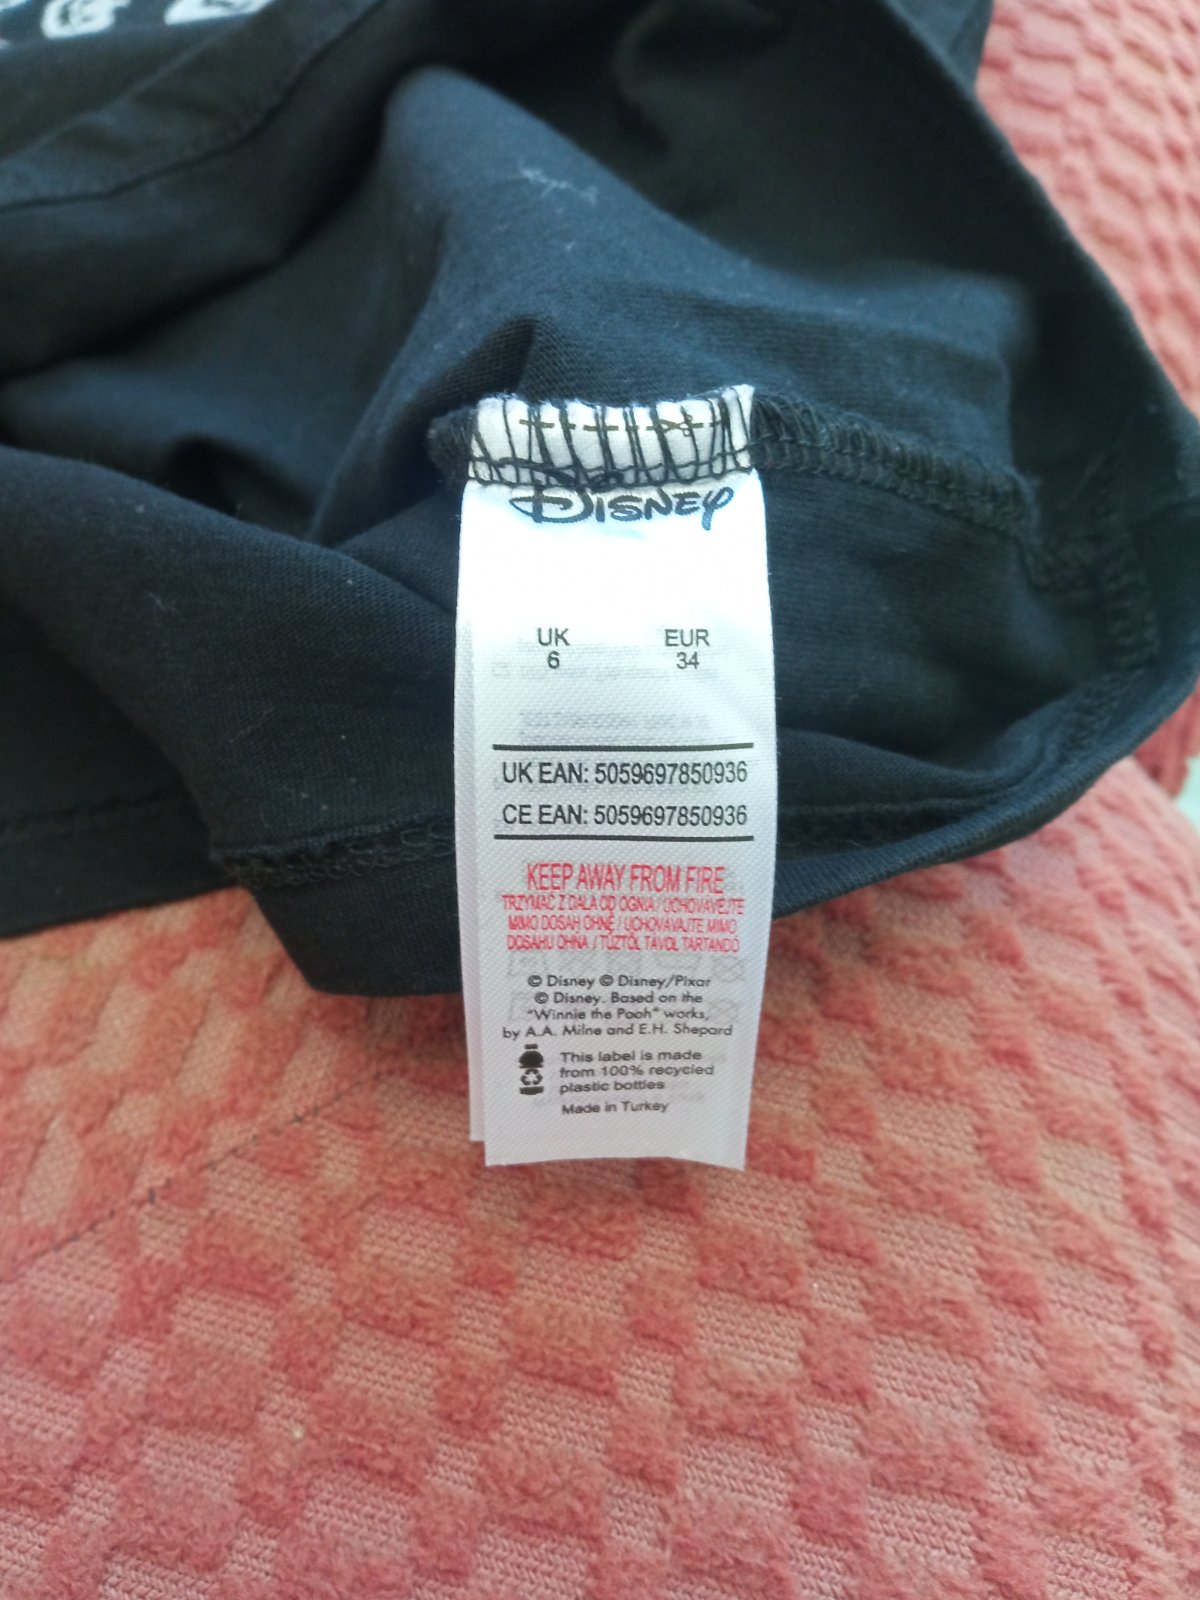 DISNEY
UK EUR
6 34
UK EAN: 5059697850936
CE EAN: 5059697850936
KEEP AWAY FROM FIRE
TRZYMAĆ Z DALA OD OGNIA / UCHOVÁVEJTE
MIMO DOSAH OHNĚ / UCHOVÁVAJTE MIMO
DOSAHU OHŇA / TŰZTŐL TÁVOL TARTANDÓ
© Disney © Disney/Pixar
© Disney. Based on the
"Winnie the Pooh" works,
by A.A. Milne and E.H. Shepard
This label is made
from 100% recycled
plastic bottles
Made in Turkey